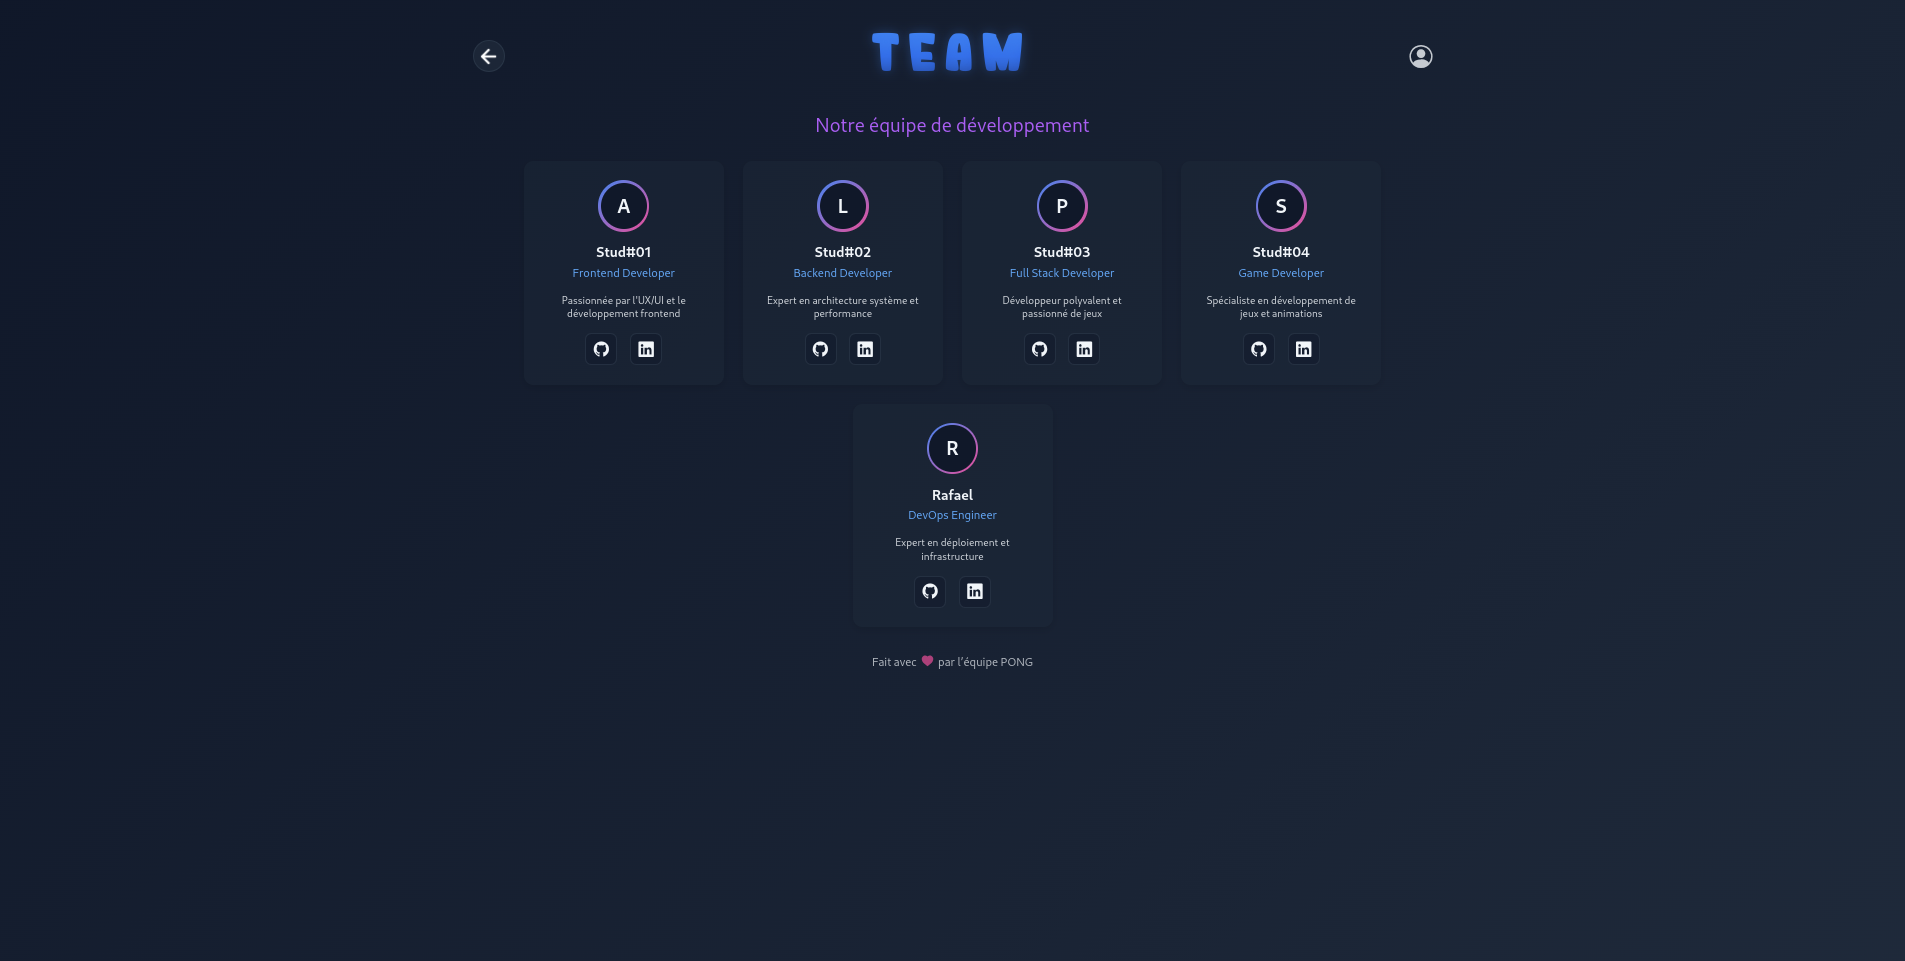 TEAM
Notre équipe de développement
A
Stud#01
Frontend Developer
Passionnée par l'UX/UI et le
développement frontend
L
Stud#02
Backend Developer
Expert en architecture système et
performance
P
Stud#03
Full Stack Developer
Développeur polyvalent et
passionné de jeux
S
Stud#04
Game Developer
Spécialiste en développement de
jeux et animations
R
Rafael
DevOps Engineer
Expert en déploiement et
infrastructure
Fait avec ♥ par l'équipe PONG